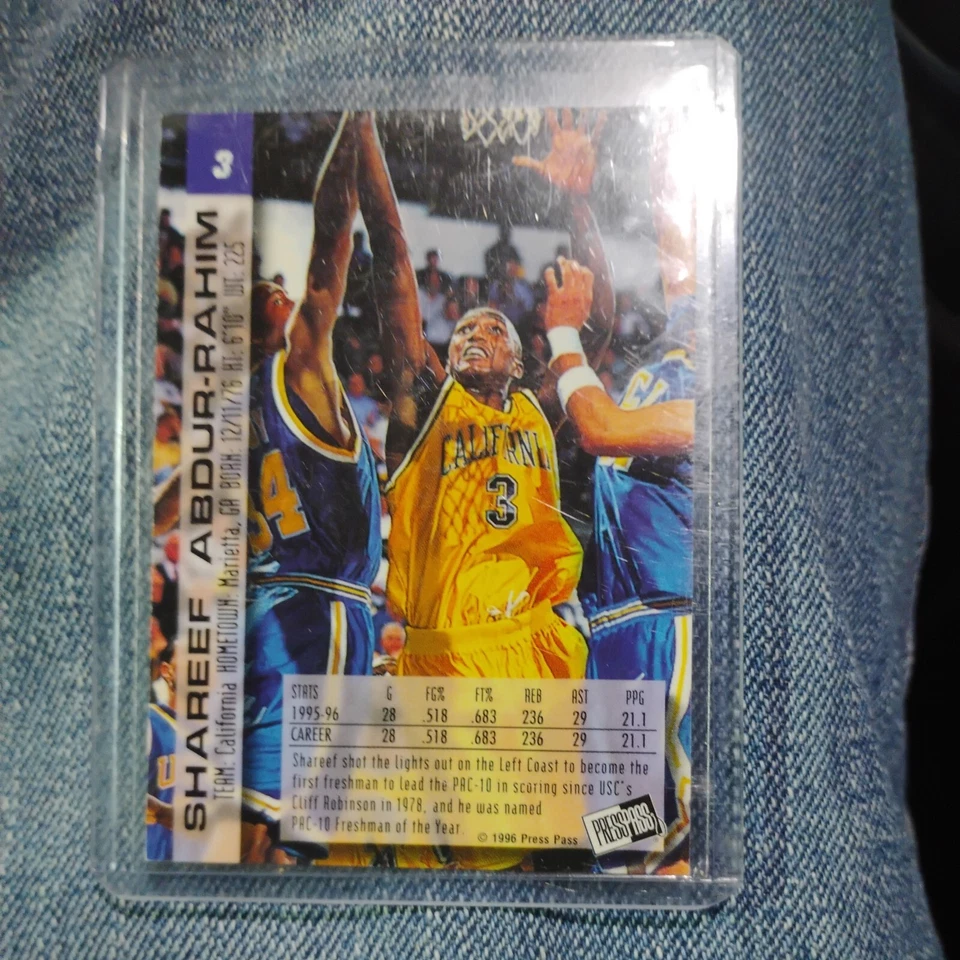 3
SHAREEF ABDUR-RAHIM
TEAM: California HOMETOWN: Marietta, GA BORN: 12/11/76 HT: 6'10" WT: 225
34
CALIFORNI
3
U
STATS G FG% FT% REB AST PPG
1995-96 28 .518 .683 236 29 21.1
CAREER 28 .518 .683 236 29 21.1
Shareef shot the lights out on the Left Coast to become the
first freshman to lead the PAC-10 in scoring since USC's
Cliff Robinson in 1978, and he was named
PAC-10 Freshman of the Year.
© 1996 Press Pass
PRESS PASS